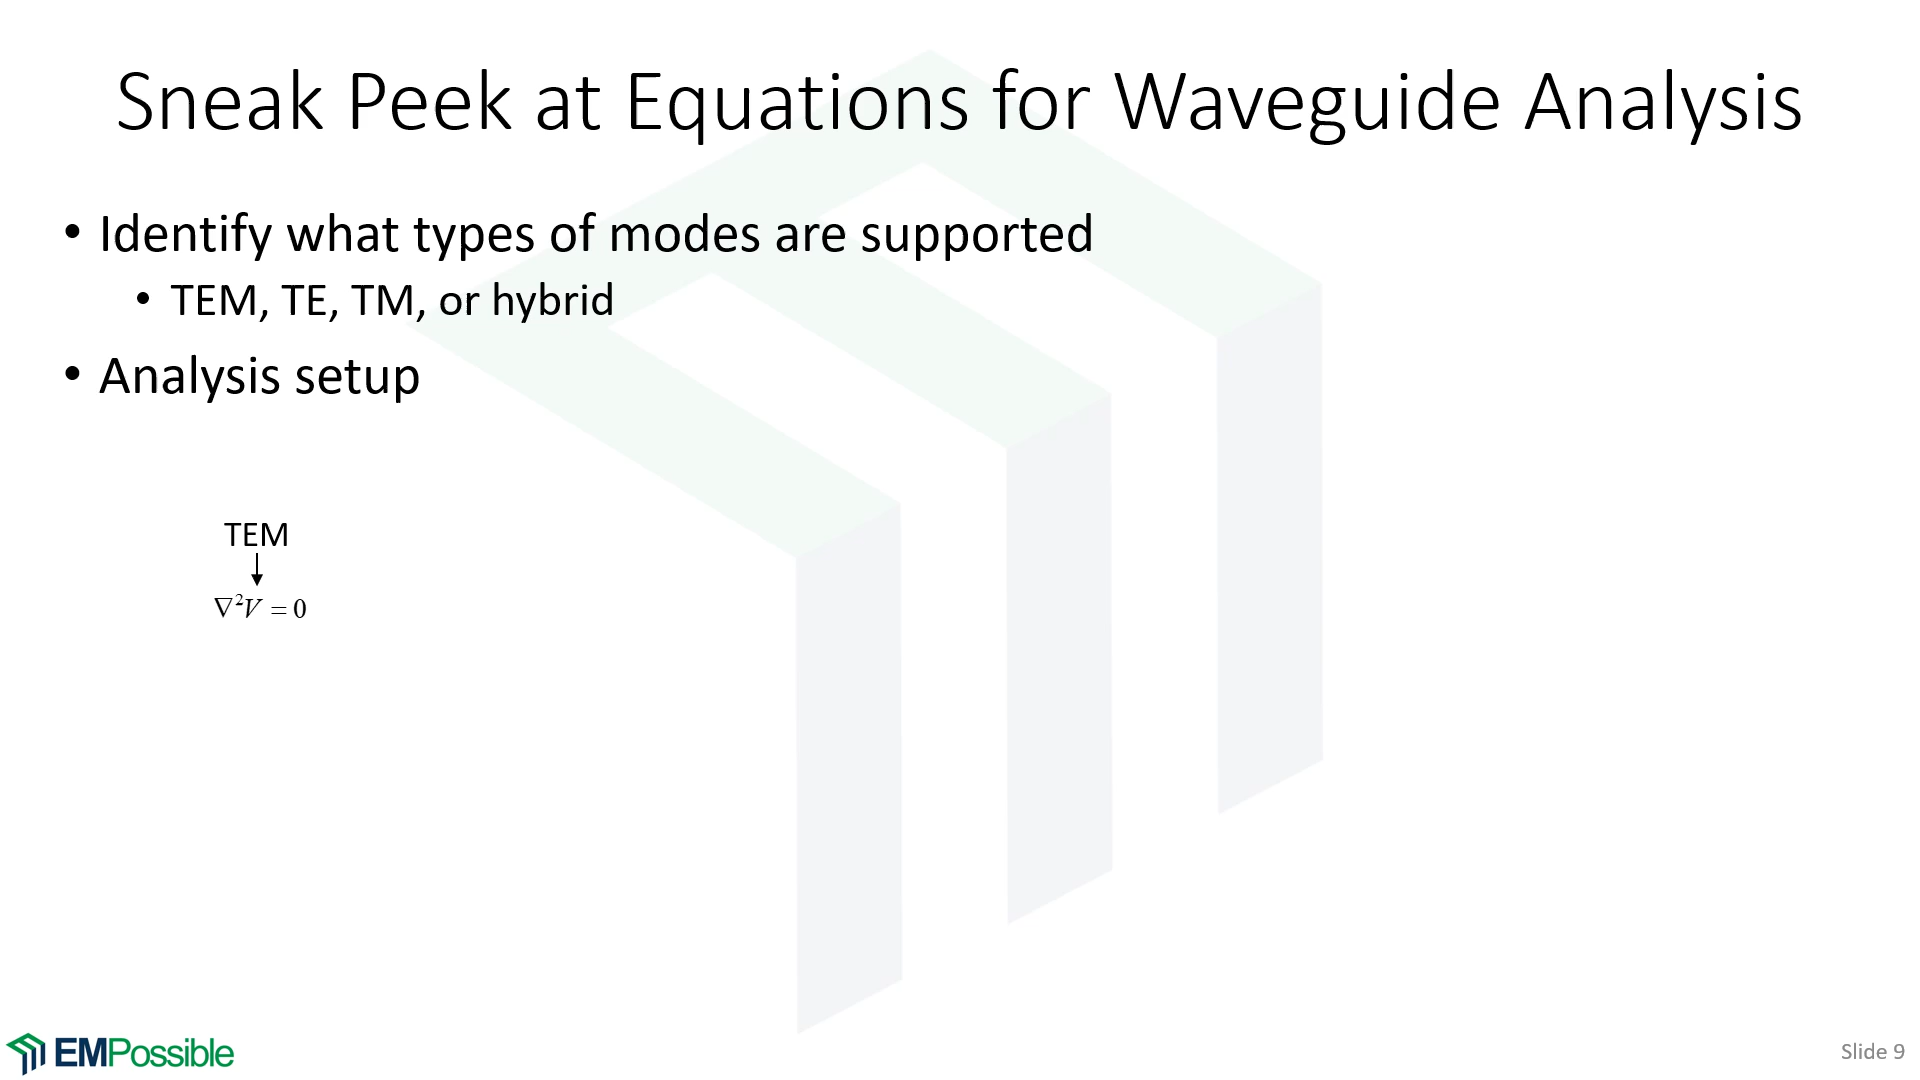 Sneak Peek at Equations for Waveguide Analysis
• Identify what types of modes are supported
• TEM, TE, TM, or hybrid
• Analysis setup
TEM
∇²V = 0
EMPossible
Slide 9